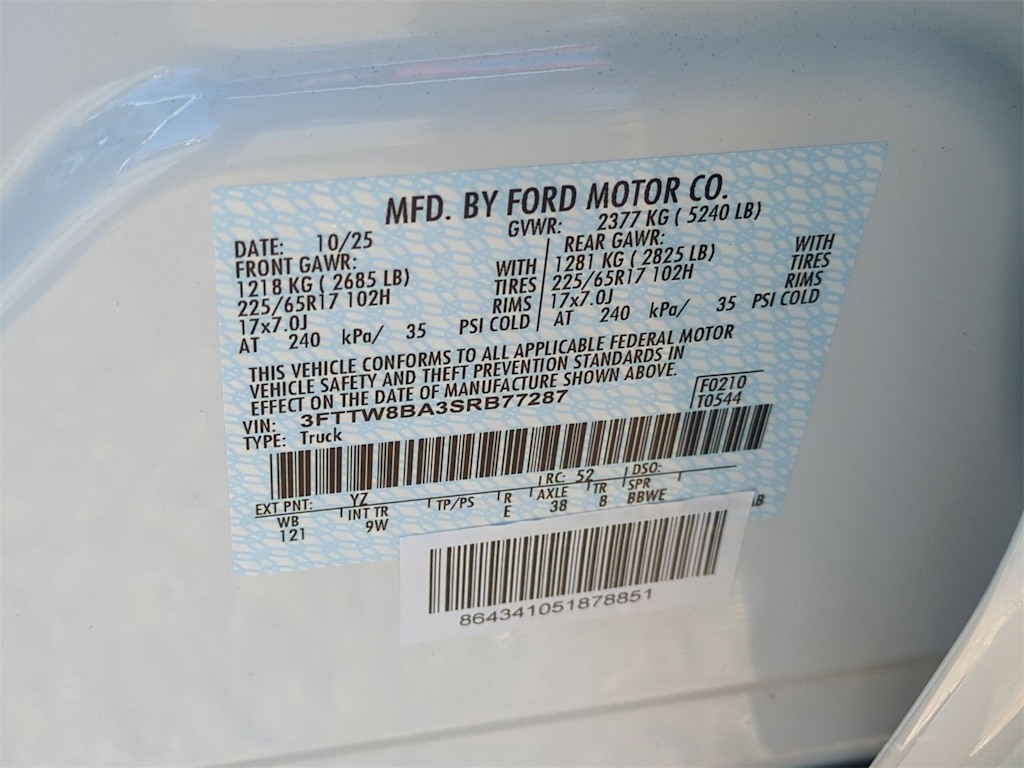 MFD. BY FORD MOTOR CO.
DATE: 10/25 GVWR: 2377 KG ( 5240 LB)
FRONT GAWR: REAR GAWR:
1218 KG ( 2685 LB) WITH 1281 KG ( 2825 LB) WITH
225/65R17 102H TIRES 225/65R17 102H TIRES
17x7.0J RIMS 17x7.0J RIMS
AT 240 kPa/ 35 PSI COLD AT 240 kPa/ 35 PSI COLD
THIS VEHICLE CONFORMS TO ALL APPLICABLE FEDERAL MOTOR
VEHICLE SAFETY AND THEFT PREVENTION STANDARDS IN
EFFECT ON THE DATE OF MANUFACTURE SHOWN ABOVE.
VIN: 3FTTW8BA3SRB77287 F0210
TYPE: Truck T0544
EXT PNT: YZ RC: 52 DSO:
WB INT TR TP/PS R AXLE TR SPR
121 9W E 38 8 BBWE AB
864341051878851